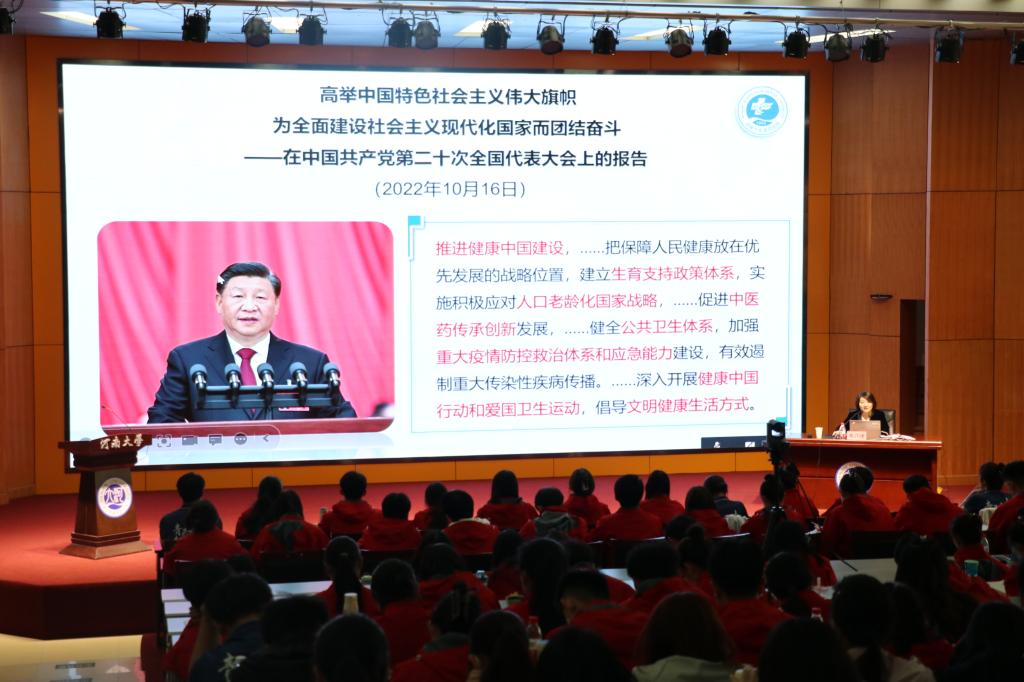 高举中国特色社会主义伟大旗帜
为全面建设社会主义现代化国家而团结奋斗
——在中国共产党第二十次全国代表大会上的报告
（2022年10月16日）
推进健康中国建设，……把保障人民健康放在优
先发展的战略位置，建立生育支持政策体系，实
施积极应对人口老龄化国家战略，……促进中医
药传承创新发展，……健全公共卫生体系，加强
重大疫情防控救治体系和应急能力建设，有效遏
制重大传染性疾病传播。……深入开展健康中国
行动和爱国卫生运动，倡导文明健康生活方式。
河南大学